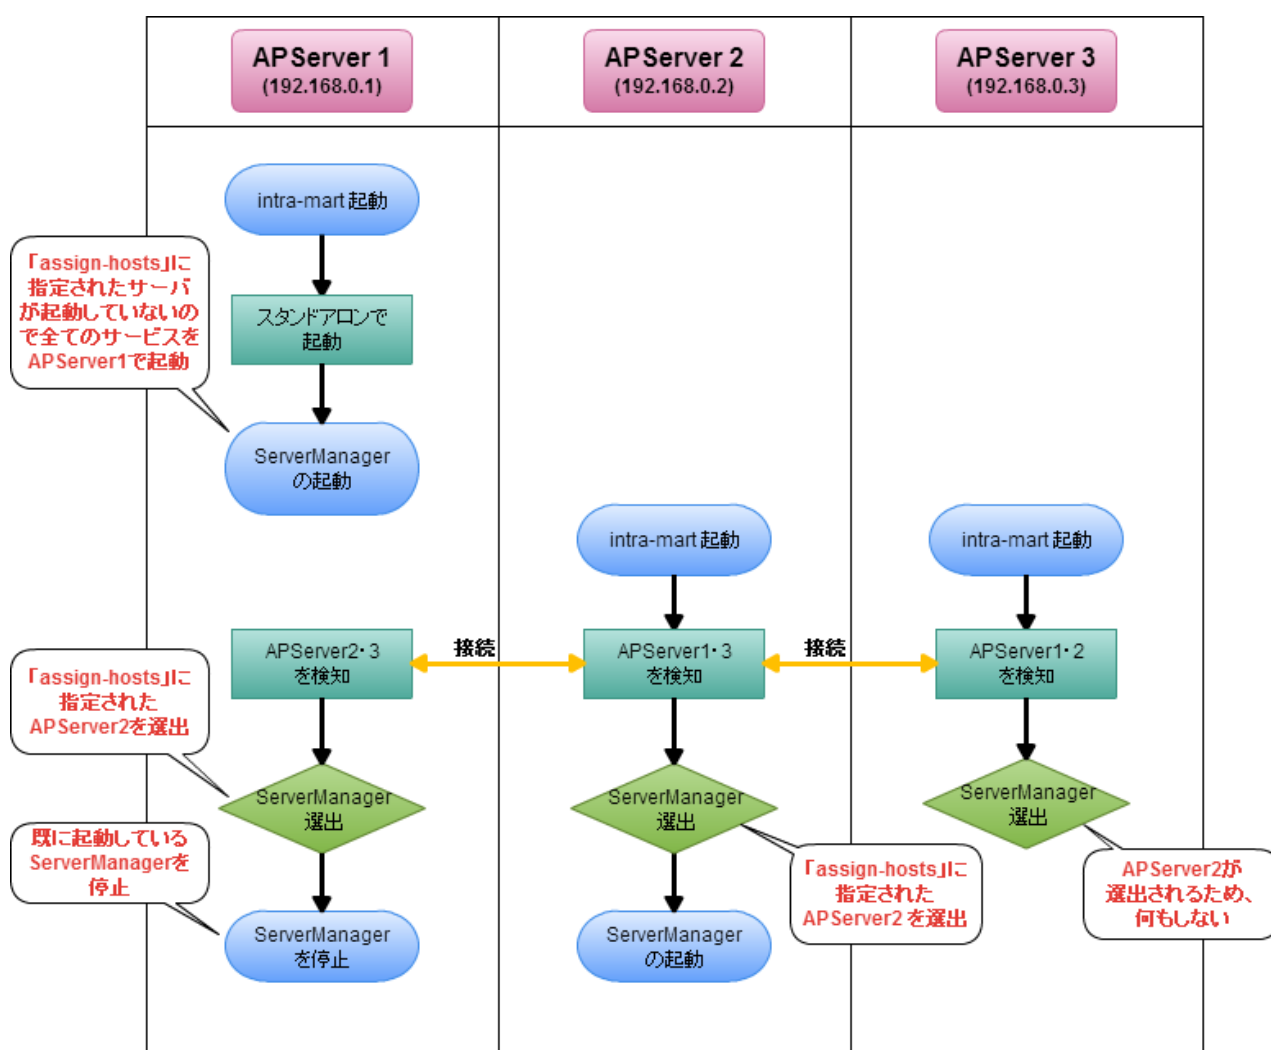 APServer 1
(192.168.0.1)
APServer 2
(192.168.0.2)
APServer 3
(192.168.0.3)
intra-mart 起動
「assign-hosts」に
指定されたサーバ
が起動していないの
で全てのサービスを
APServer1で起動
スタンドアロンで
起動
ServerManager
の起動
intra-mart 起動
intra-mart 起動
APServer2・3
を検知
接続
APServer1・3
を検知
接続
APServer1・2
を検知
「assign-hosts」に
指定された
APServer2を選出
ServerManager
選出
ServerManager
選出
ServerManager
選出
既に起動している
ServerManagerを
停止
「assign-hosts」に
指定された
APServer2 を選出
APServer2が
選出されるため、
何もしない
ServerManager
を停止
ServerManager
の起動